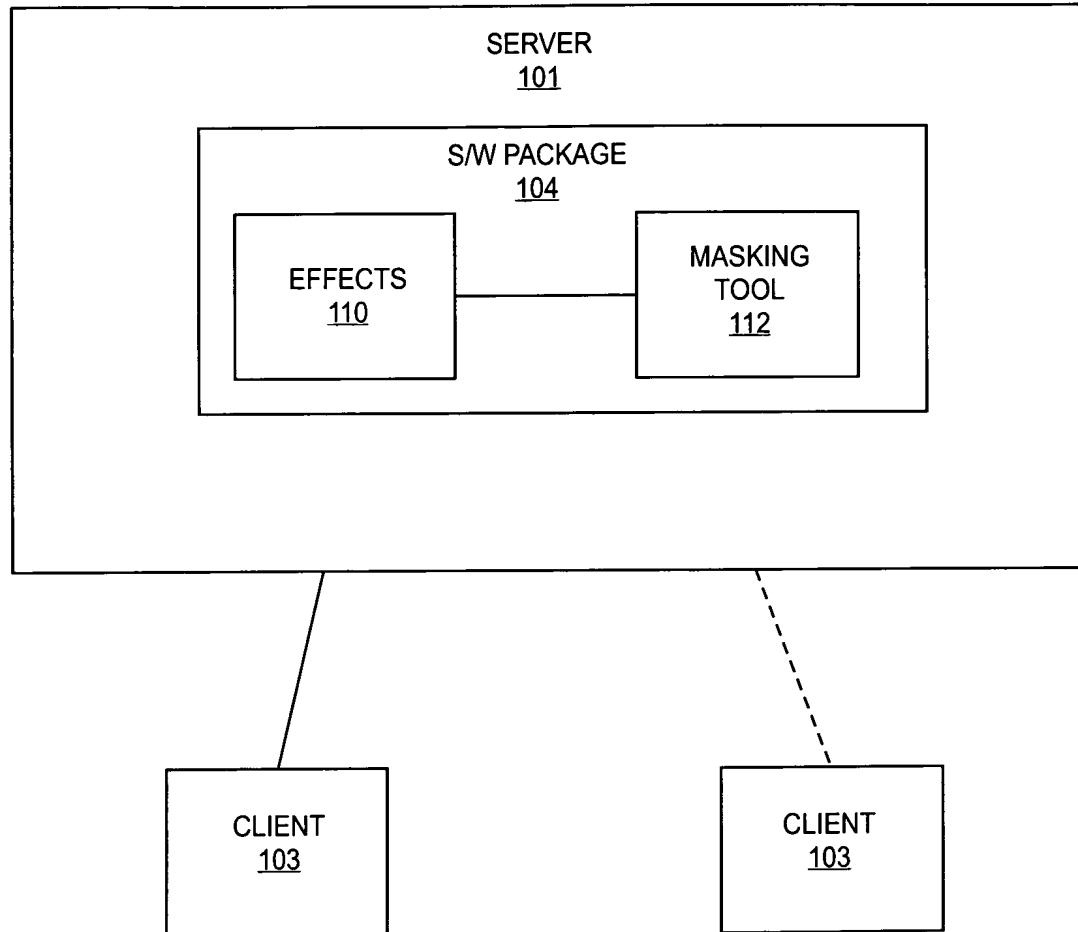 SERVER
101
S/W PACKAGE
104
EFFECTS
110
MASKING
TOOL
112
CLIENT
103
CLIENT
103